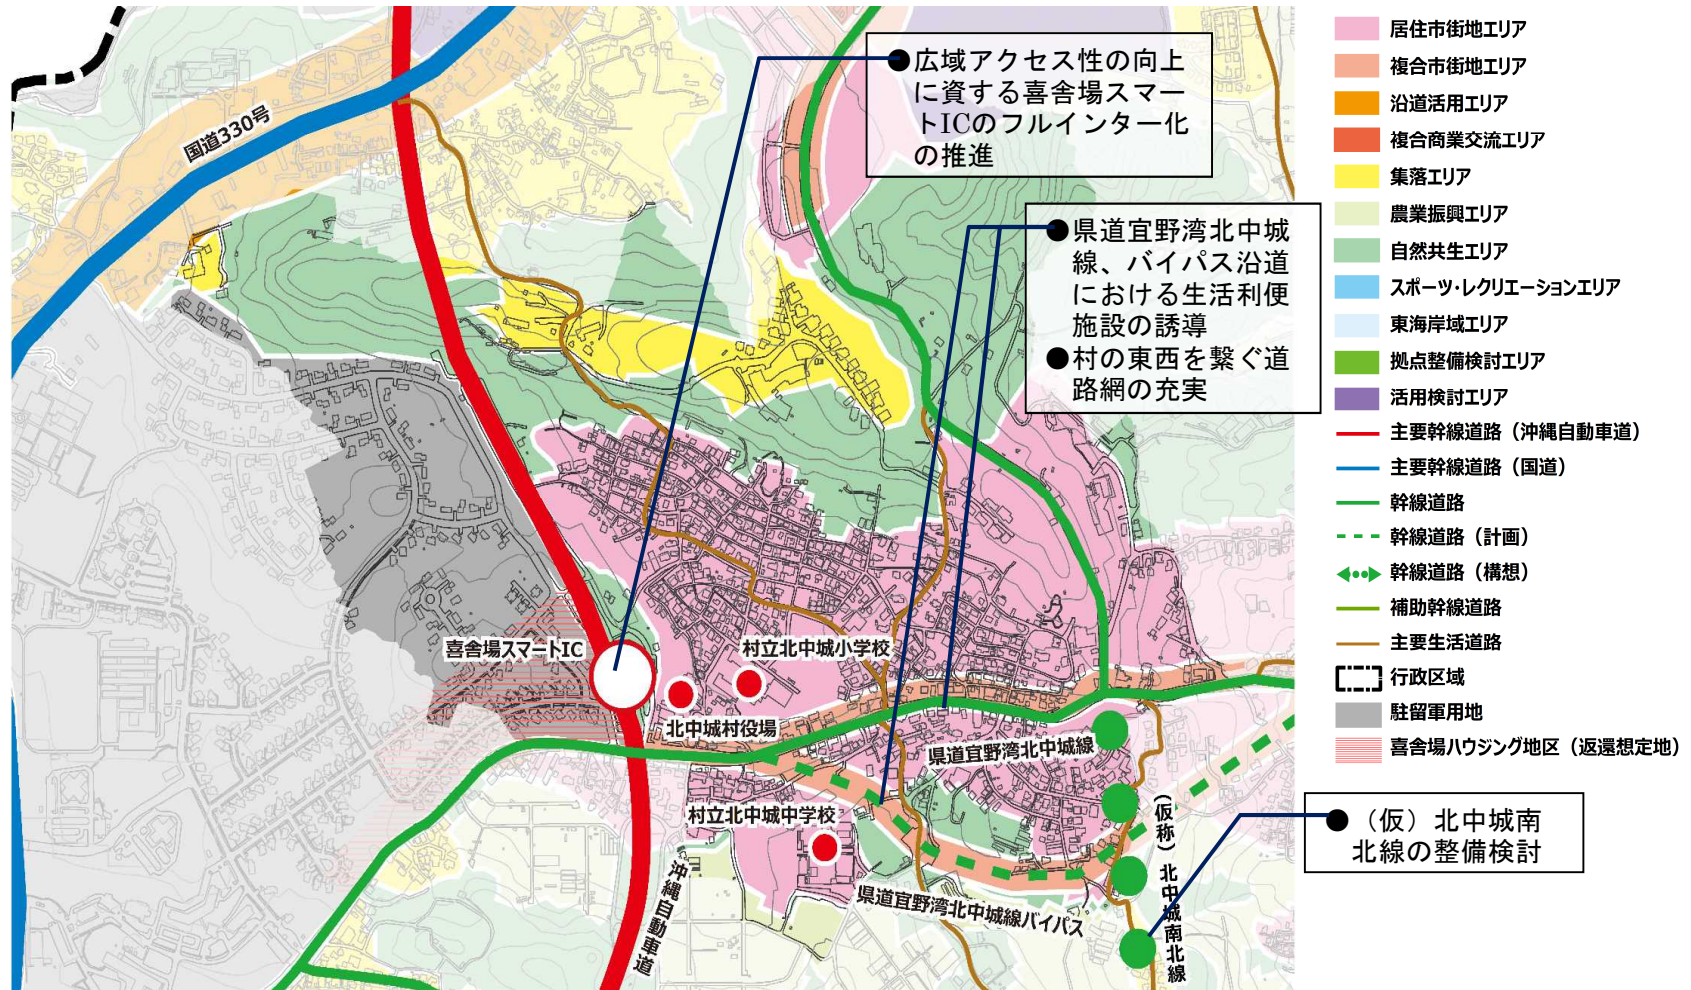 国道330号
●広域アクセス性の向上
に資する喜舎場スマー
トICのフルインター化
の推進
●県道宜野湾北中城
線、バイパス沿道
における生活利便
施設の誘導
●村の東西を繋ぐ道
路網の充実
喜舎場スマートIC
村立北中城小学校
北中城村役場
県道宜野湾北中城線
村立北中城中学校
県道宜野湾北中城線バイパス
沖縄自動車道
（仮称）北中城南北線
●（仮）北中城南
北線の整備検討
居住市街地エリア
複合市街地エリア
沿道活用エリア
複合商業交流エリア
集落エリア
農業振興エリア
自然共生エリア
スポーツ・レクリエーションエリア
東海岸域エリア
拠点整備検討エリア
活用検討エリア
主要幹線道路（沖縄自動車道）
主要幹線道路（国道）
幹線道路
幹線道路（計画）
幹線道路（構想）
補助幹線道路
主要生活道路
行政区域
駐留軍用地
喜舎場ハウジング地区（返還想定地）